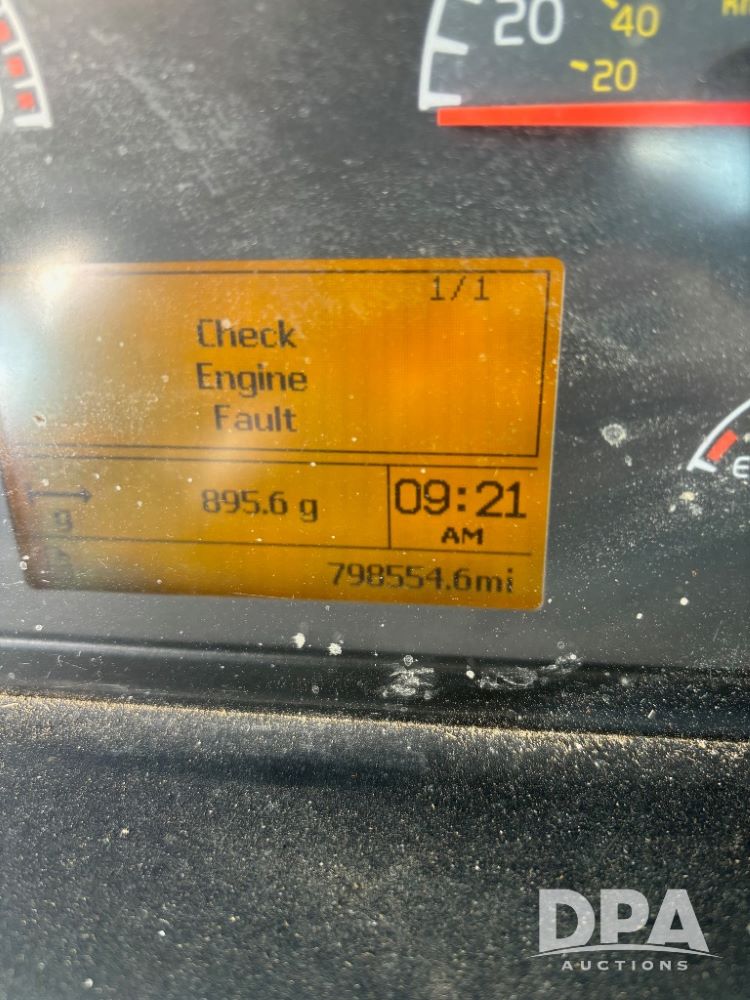 20
40
20
1/1
Check
Engine
Fault
g
895.6 g
09:21
AM
798554.6mi
E
DPA
AUCTIONS